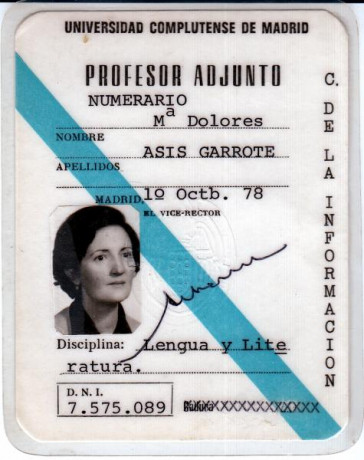 UNIVERSIDAD COMPLUTENSE DE MADRID
PROFESOR ADJUNTO
NUMERARIO
Mª Dolores
NOMBRE
ASIS GARROTE
APELLIDOS
MADRID, 1º Octb. 78
EL VICE-RECTOR
Disciplina: Lengua y Lite
ratura.
D. N. I.
7.575.089
XXXXXXXXXXXXXX
C. DE LA INFORMACION